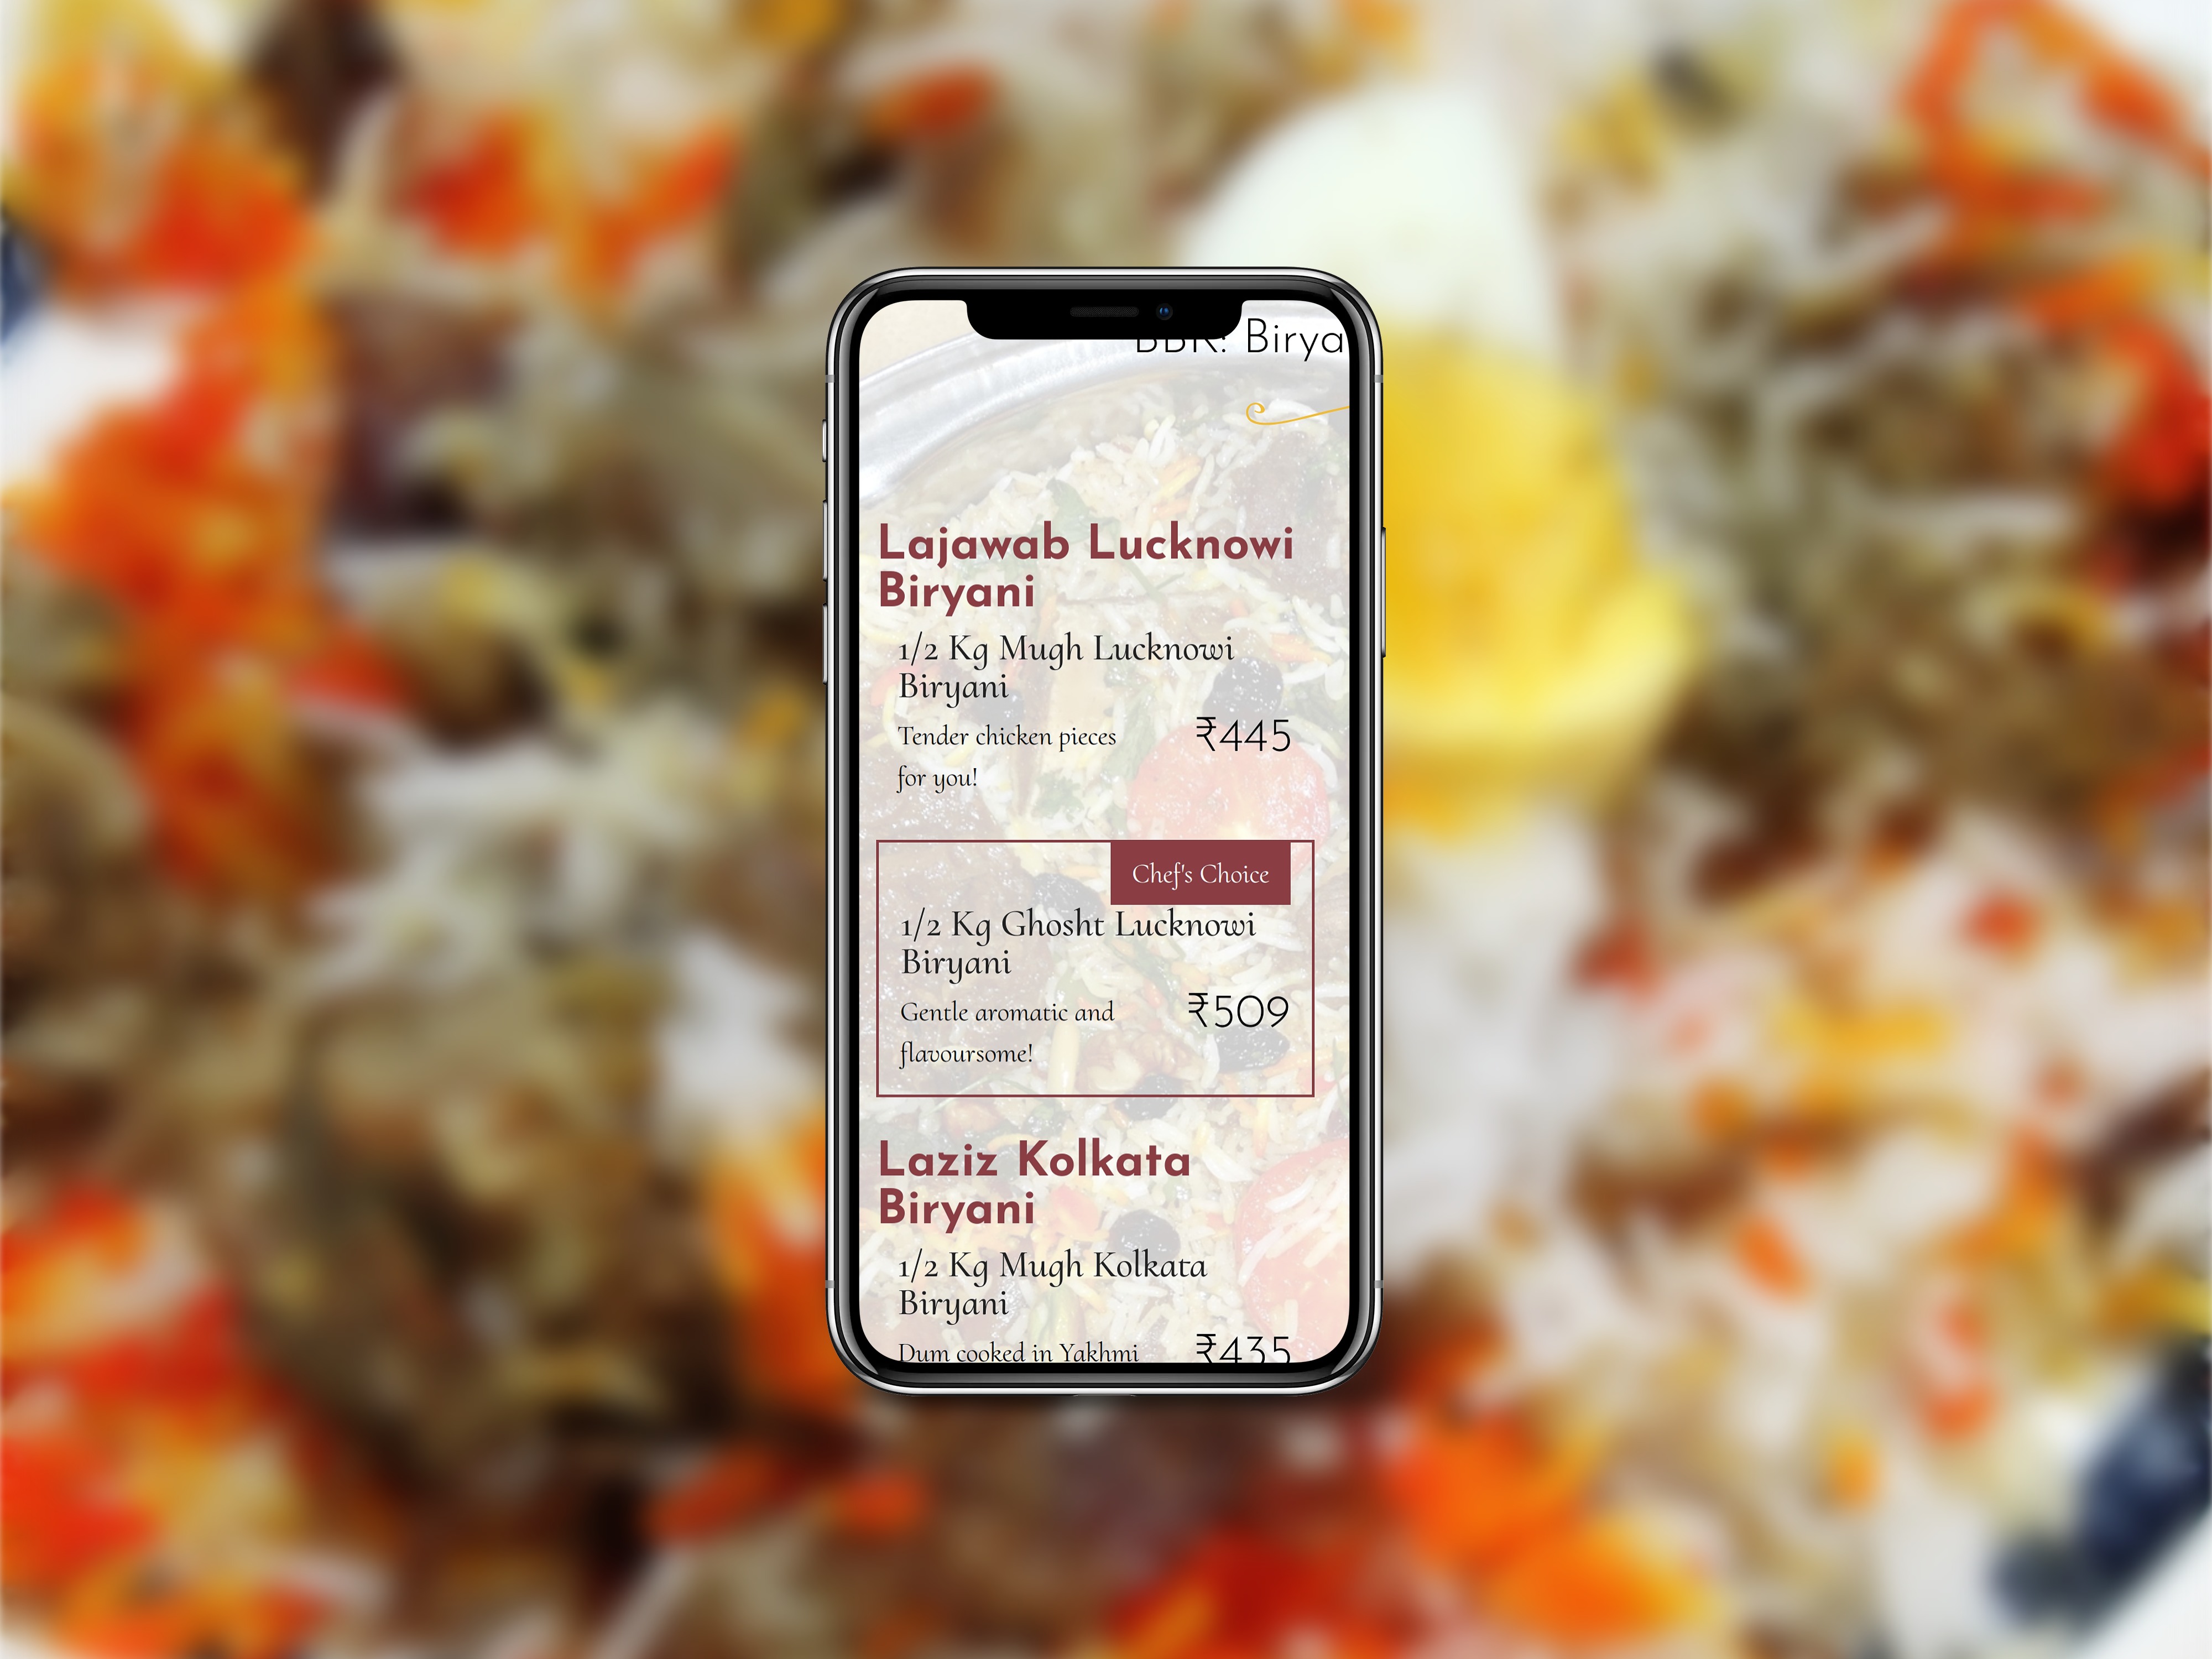 BBK: Birya
Lajawab Lucknowi
Biryani
1/2 Kg Mugh Lucknowi
Biryani
Tender chicken pieces
₹445
for you!
Chef's Choice
1/2 Kg Ghosht Lucknowi
Biryani
Gentle aromatic and
₹509
flavoursome!
Laziz Kolkata
Biryani
1/2 Kg Mugh Kolkata
Biryani
Dum cooked in Yakhmi
₹435